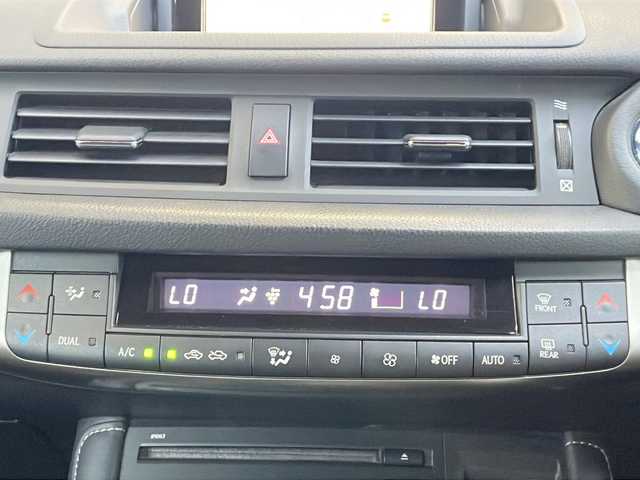 LO 458 LO
FRONT
DUAL
A/C
OFF
AUTO
REAR